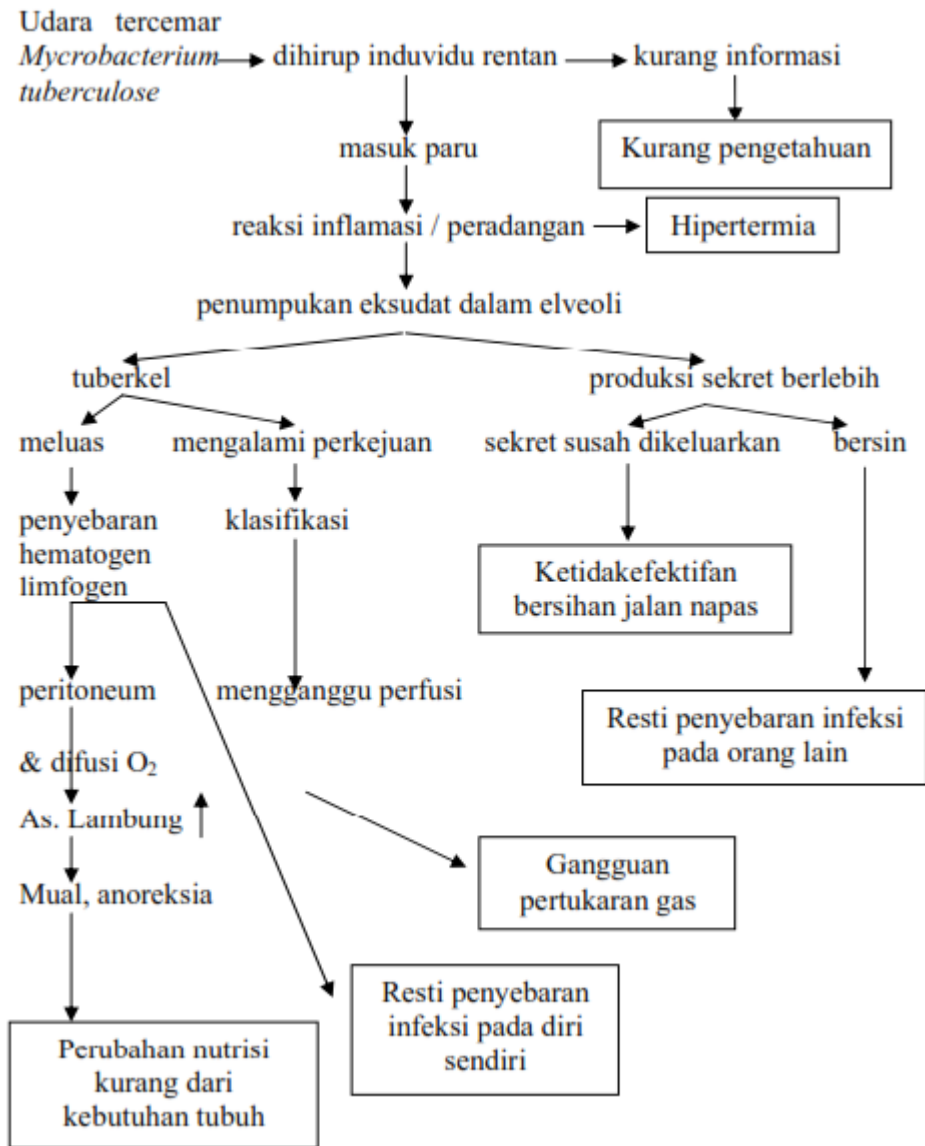 Udara tercemar
Mycrobacterium
tuberculose
dihirup induvidu rentan
kurang informasi
masuk paru
Kurang pengetahuan
reaksi inflamasi / peradangan
Hipertermia
penumpukan eksudat dalam elveoli
tuberkel
produksi sekret berlebih
meluas
mengalami perkejuan
sekret susah dikeluarkan
bersin
penyebaran
hematogen
limfogen
klasifikasi
Ketidakefektifan
bersihan jalan napas
peritoneum
mengganggu perfusi
Resti penyebaran infeksi
pada orang lain
& difusi O₂
As. Lambung
Gangguan
pertukaran gas
Mual, anoreksia
Resti penyebaran
infeksi pada diri
sendiri
Perubahan nutrisi
kurang dari
kebutuhan tubuh